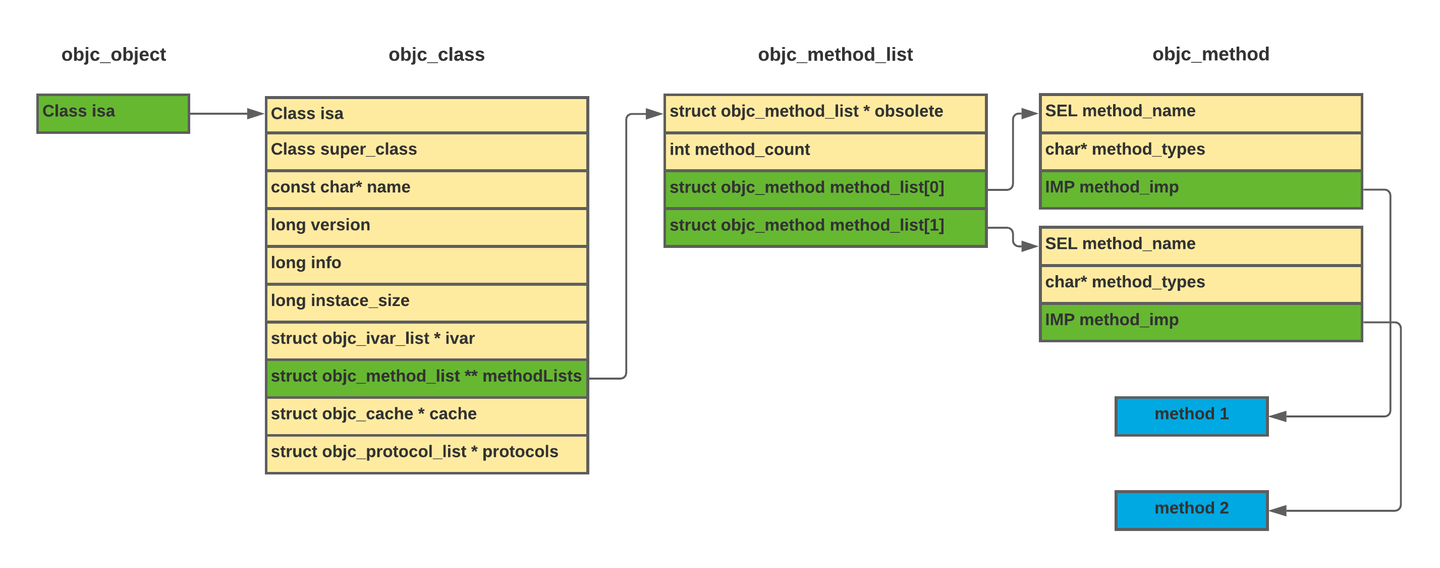 objc_object
objc_class
objc_method_list
objc_method
Class isa
Class isa
Class super_class
const char* name
long version
long info
long instace_size
struct objc_ivar_list * ivar
struct objc_method_list ** methodLists
struct objc_cache * cache
struct objc_protocol_list * protocols
struct objc_method_list * obsolete
int method_count
struct objc_method method_list[0]
struct objc_method method_list[1]
SEL method_name
char* method_types
IMP method_imp
SEL method_name
char* method_types
IMP method_imp
method 1
method 2